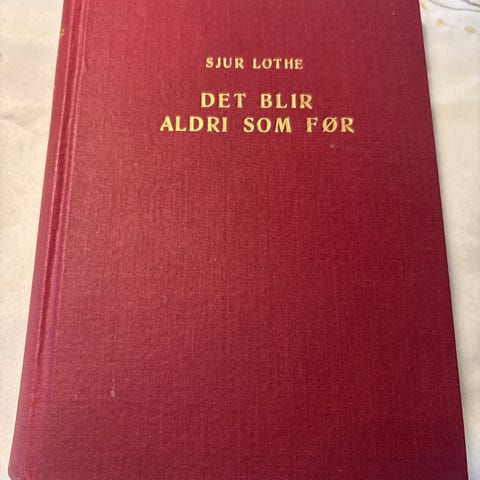 SJUR LOTHE
DET BLIR
ALDRI SOM FØR